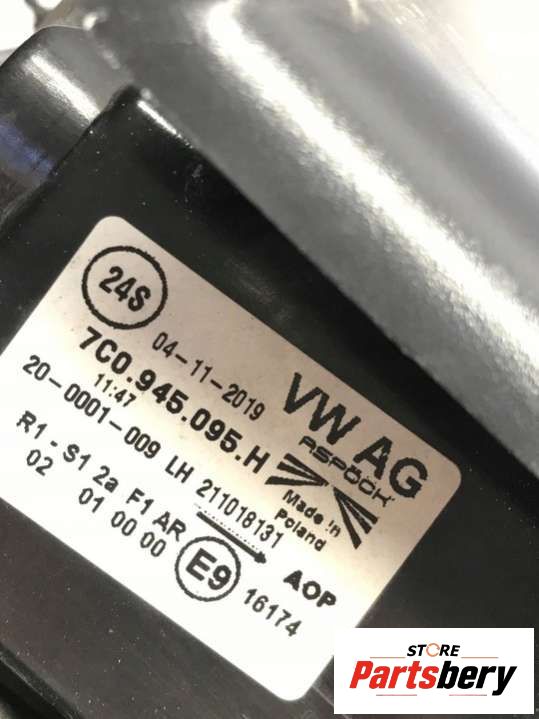 24S
04-11-2019
VW AG
7C0.945.095.H
ASPÖCK
11:47
20-0001-009 LH 211018131
Made in
Poland
R1 - S1 2a F1 AR
02 01 00 00
E9
AOP
16174
STORE
Partsbery